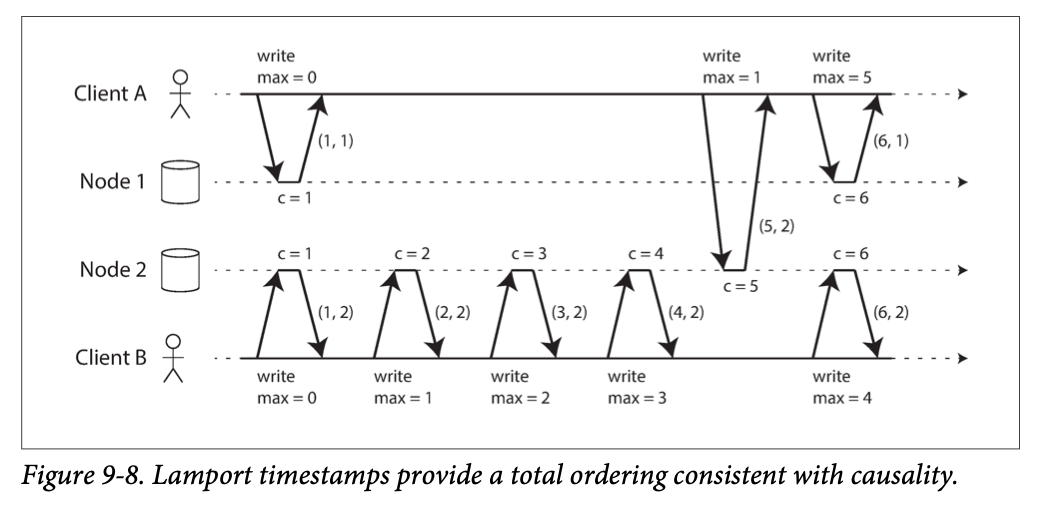 write write write
max = 0 max = 1 max = 5
Client A
(1, 1) (6, 1)
Node 1
c = 1 c = 6
(5, 2)
c = 1 c = 2 c = 3 c = 4 c = 6
Node 2
c = 5
(1, 2) (2, 2) (3, 2) (4, 2) (6, 2)
Client B
write write write write write
max = 0 max = 1 max = 2 max = 3 max = 4
Figure 9-8. Lamport timestamps provide a total ordering consistent with causality.